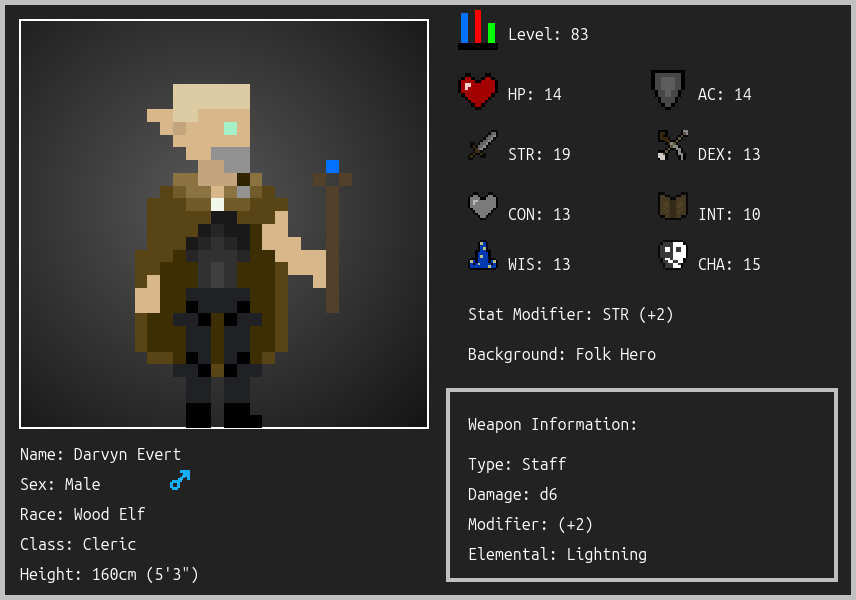 Level: 83
HP: 14
AC: 14
STR: 19
DEX: 13
CON: 13
INT: 10
WIS: 13
CHA: 15
Stat Modifier: STR (+2)
Background: Folk Hero
Weapon Information:
Type: Staff
Damage: d6
Modifier: (+2)
Elemental: Lightning
Name: Darvyn Evert
Sex: Male
Race: Wood Elf
Class: Cleric
Height: 160cm (5'3")